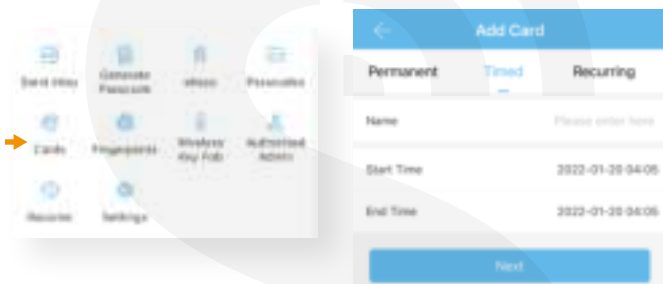 Send eKey
Generate
Passcode
eKeys
Passcodes
Cards
Fingerprints
Wireless
Key Fob
Authorized
Admin
Records
Settings
Add Card
Permanent
Timed
Recurring
Name
Please enter here
Start Time
2022-01-20 04:05
End Time
2022-01-20 04:05
Next